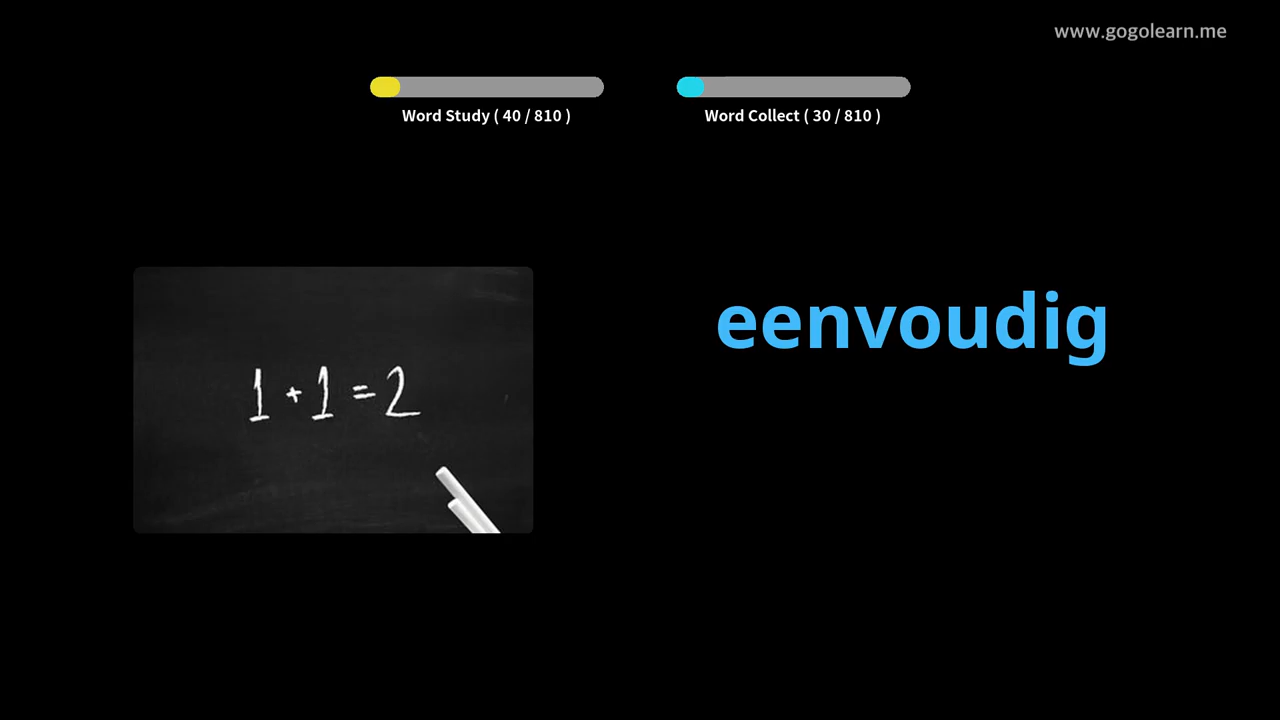 www.gogolearn.me
Word Study ( 40 / 810 )
Word Collect ( 30 / 810 )
eenvoudig
1 + 1 = 2